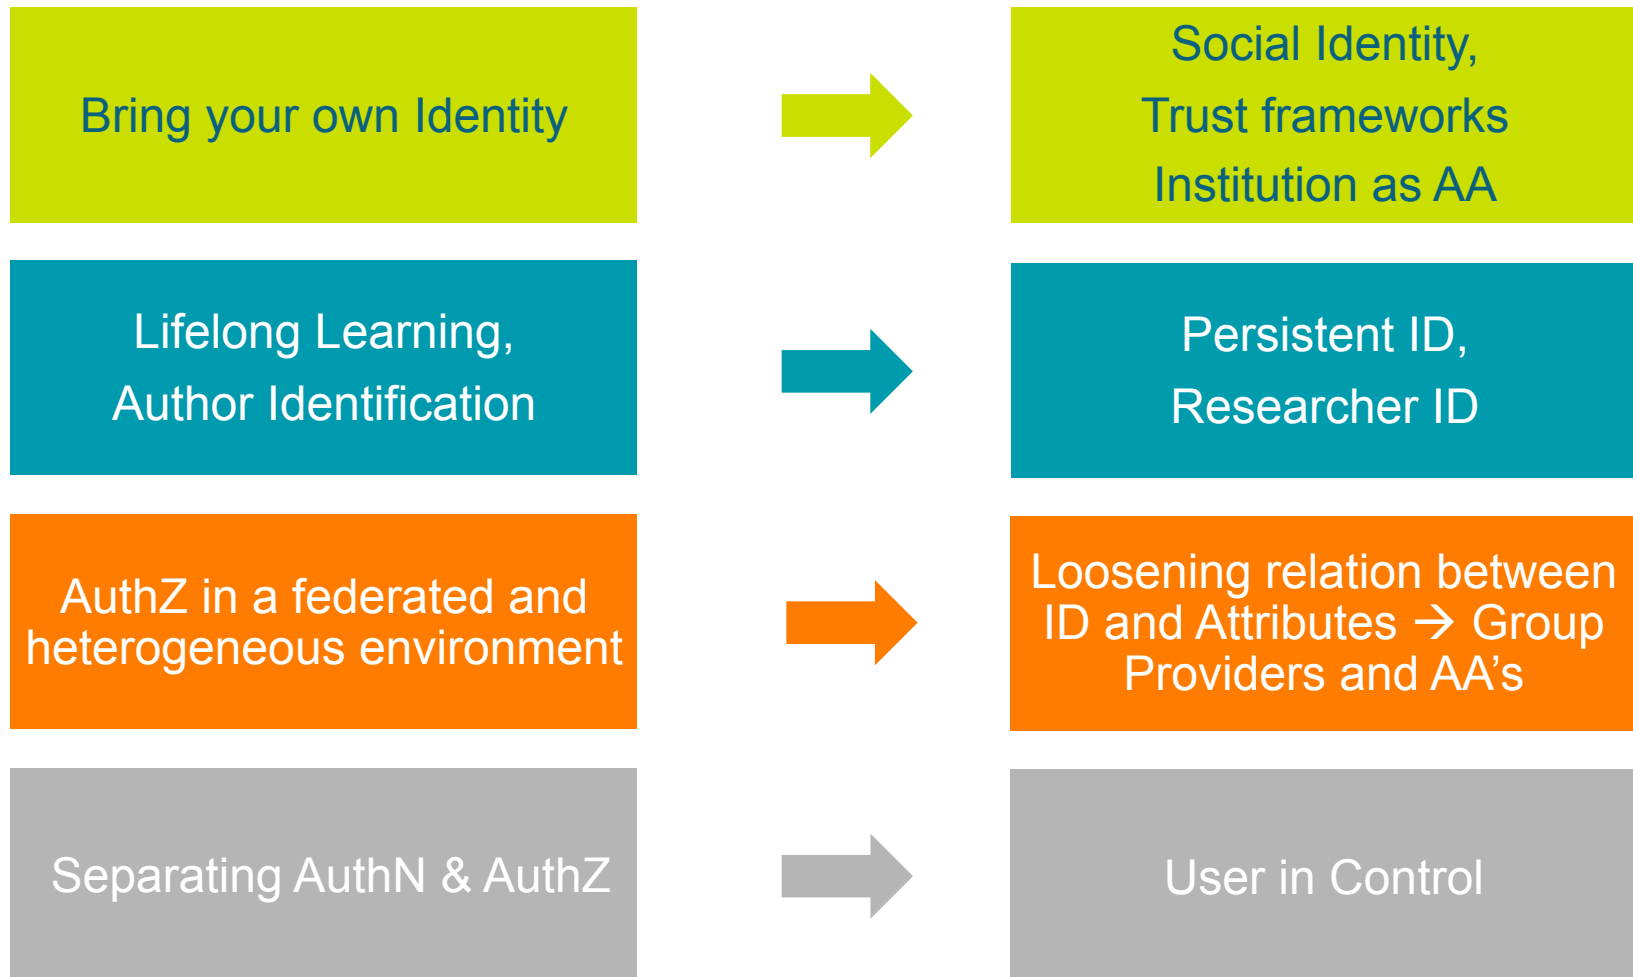 Bring your own Identity
Social Identity,
Trust frameworks
Institution as AA
Lifelong Learning,
Author Identification
Persistent ID,
Researcher ID
AuthZ in a federated and
heterogeneous environment
Loosening relation between
ID and Attributes → Group
Providers and AA’s
Separating AuthN & AuthZ
User in Control